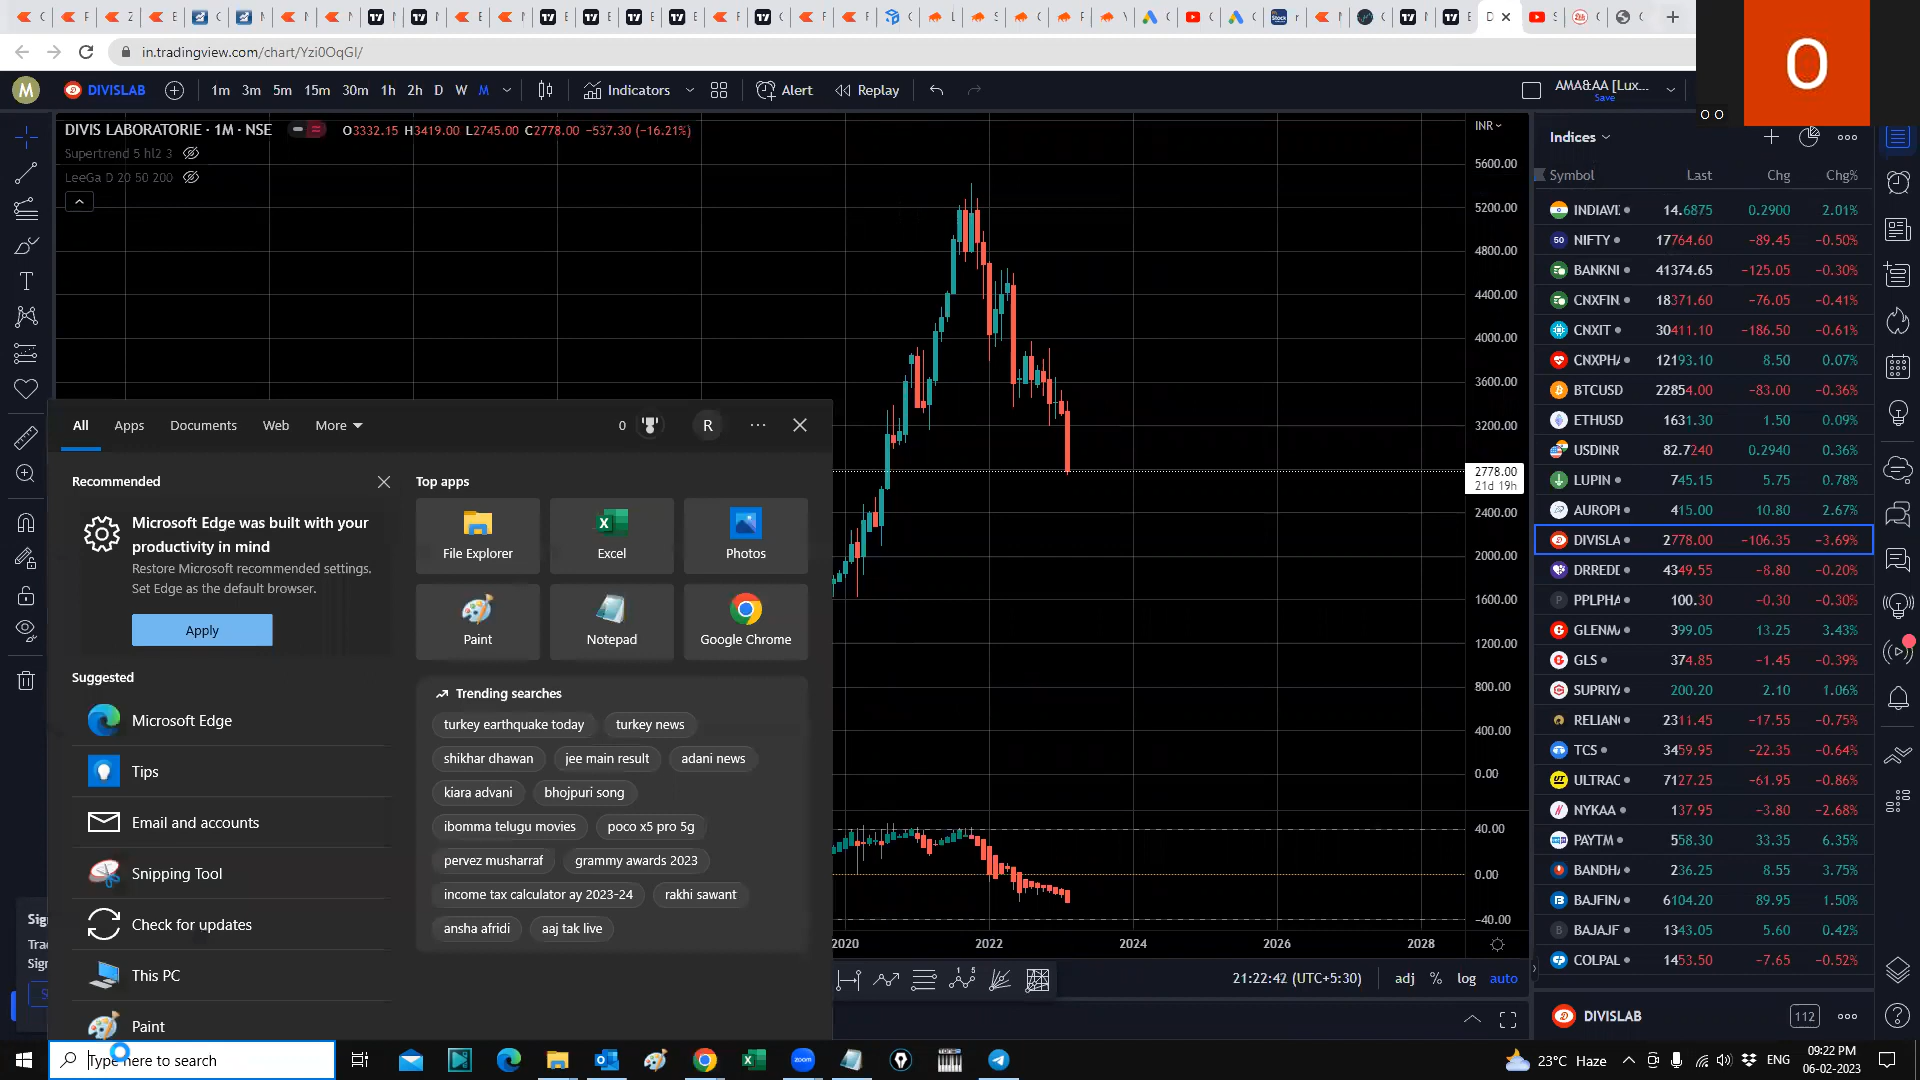 in.tradingview.com/chart/Yzi0OqGI/
M
DIVISLAB
1m 3m 5m 15m 30m 1h 2h D W M
Indicators
Alert
Replay
AMA&AA [Lux...
Save
O
O O
DIVIS LABORATORIE · 1M · NSE
O3332.15 H3419.00 L2745.00 C2778.00 −537.30 (−16.21%)
Supertrend 5 hl2 3
LeeGa D 20 50 200
INR
5600.00
5200.00
4800.00
4400.00
4000.00
3600.00
3200.00
2778.00
21d 19h
2400.00
2000.00
1600.00
1200.00
800.00
400.00
0.00
40.00
0.00
−40.00
2020 2022 2024 2026 2028
21:22:42 (UTC+5:30)
adj % log auto
Indices
Symbol Last Chg Chg%
INDIAVI 14.6875 0.2900 2.01%
NIFTY 17764.60 −89.45 −0.50%
BANKNI 41374.65 −125.05 −0.30%
CNXFIN 18371.60 −76.05 −0.41%
CNXIT 30411.10 −186.50 −0.61%
CNXPHA 12193.10 8.50 0.07%
BTCUSD 22854.00 −83.00 −0.36%
ETHUSD 1631.30 1.50 0.09%
USDINR 82.7240 0.2940 0.36%
LUPIN 745.15 5.75 0.78%
AUROPI 415.00 10.80 2.67%
DIVISLA 2778.00 −106.35 −3.69%
DRREDD 4349.55 −8.80 −0.20%
PPLPHA 100.30 −0.30 −0.30%
GLENMA 399.05 13.25 3.43%
GLS 374.85 −1.45 −0.39%
SUPRIYA 200.20 2.10 1.06%
RELIANC 2311.45 −17.55 −0.75%
TCS 3459.95 −22.35 −0.64%
ULTRAC 7127.25 −61.95 −0.86%
NYKAA 137.95 −3.80 −2.68%
PAYTM 558.30 33.35 6.35%
BANDHA 236.25 8.55 3.75%
BAJFINA 6104.20 89.95 1.50%
BAJAJF 1343.05 5.60 0.42%
COLPAL 1453.50 −7.65 −0.52%
DIVISLAB
112
All Apps Documents Web More
0
R
Recommended
Microsoft Edge was built with your
productivity in mind
Restore Microsoft recommended settings.
Set Edge as the default browser.
Apply
Suggested
Microsoft Edge
Tips
Email and accounts
Snipping Tool
Check for updates
This PC
Paint
Top apps
File Explorer Excel Photos
Paint Notepad Google Chrome
Trending searches
turkey earthquake today turkey news
shikhar dhawan jee main result adani news
kiara advani bhojpuri song
ibomma telugu movies poco x5 pro 5g
pervez musharraf grammy awards 2023
income tax calculator ay 2023-24 rakhi sawant
ansha afridi aaj tak live
Type here to search
23°C Haze
ENG
09:22 PM
06-02-2023